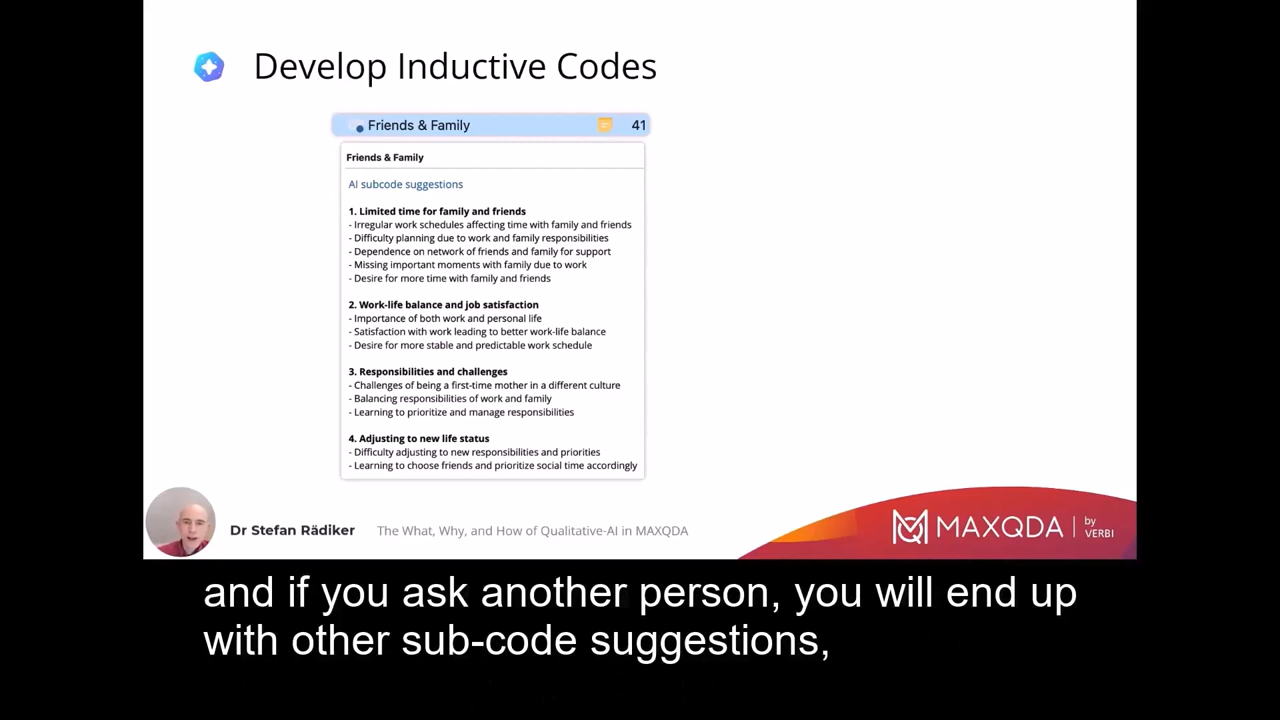 Develop Inductive Codes
Friends & Family 41
Friends & Family
AI subcode suggestions
1. Limited time for family and friends
- Irregular work schedules affecting time with family and friends
- Difficulty planning due to work and family responsibilities
- Dependence on network of friends and family for support
- Missing important moments with family due to work
- Desire for more time with family and friends
2. Work-life balance and job satisfaction
- Importance of both work and personal life
- Satisfaction with work leading to better work-life balance
- Desire for more stable and predictable work schedule
3. Responsibilities and challenges
- Challenges of being a first-time mother in a different culture
- Balancing responsibilities of work and family
- Learning to prioritize and manage responsibilities
4. Adjusting to new life status
- Difficulty adjusting to new responsibilities and priorities
- Learning to choose friends and prioritize social time accordingly
Dr Stefan Rädiker The What, Why, and How of Qualitative-AI in MAXQDA
MAXQDA by
VERBI
and if you ask another person, you will end up
with other sub-code suggestions,